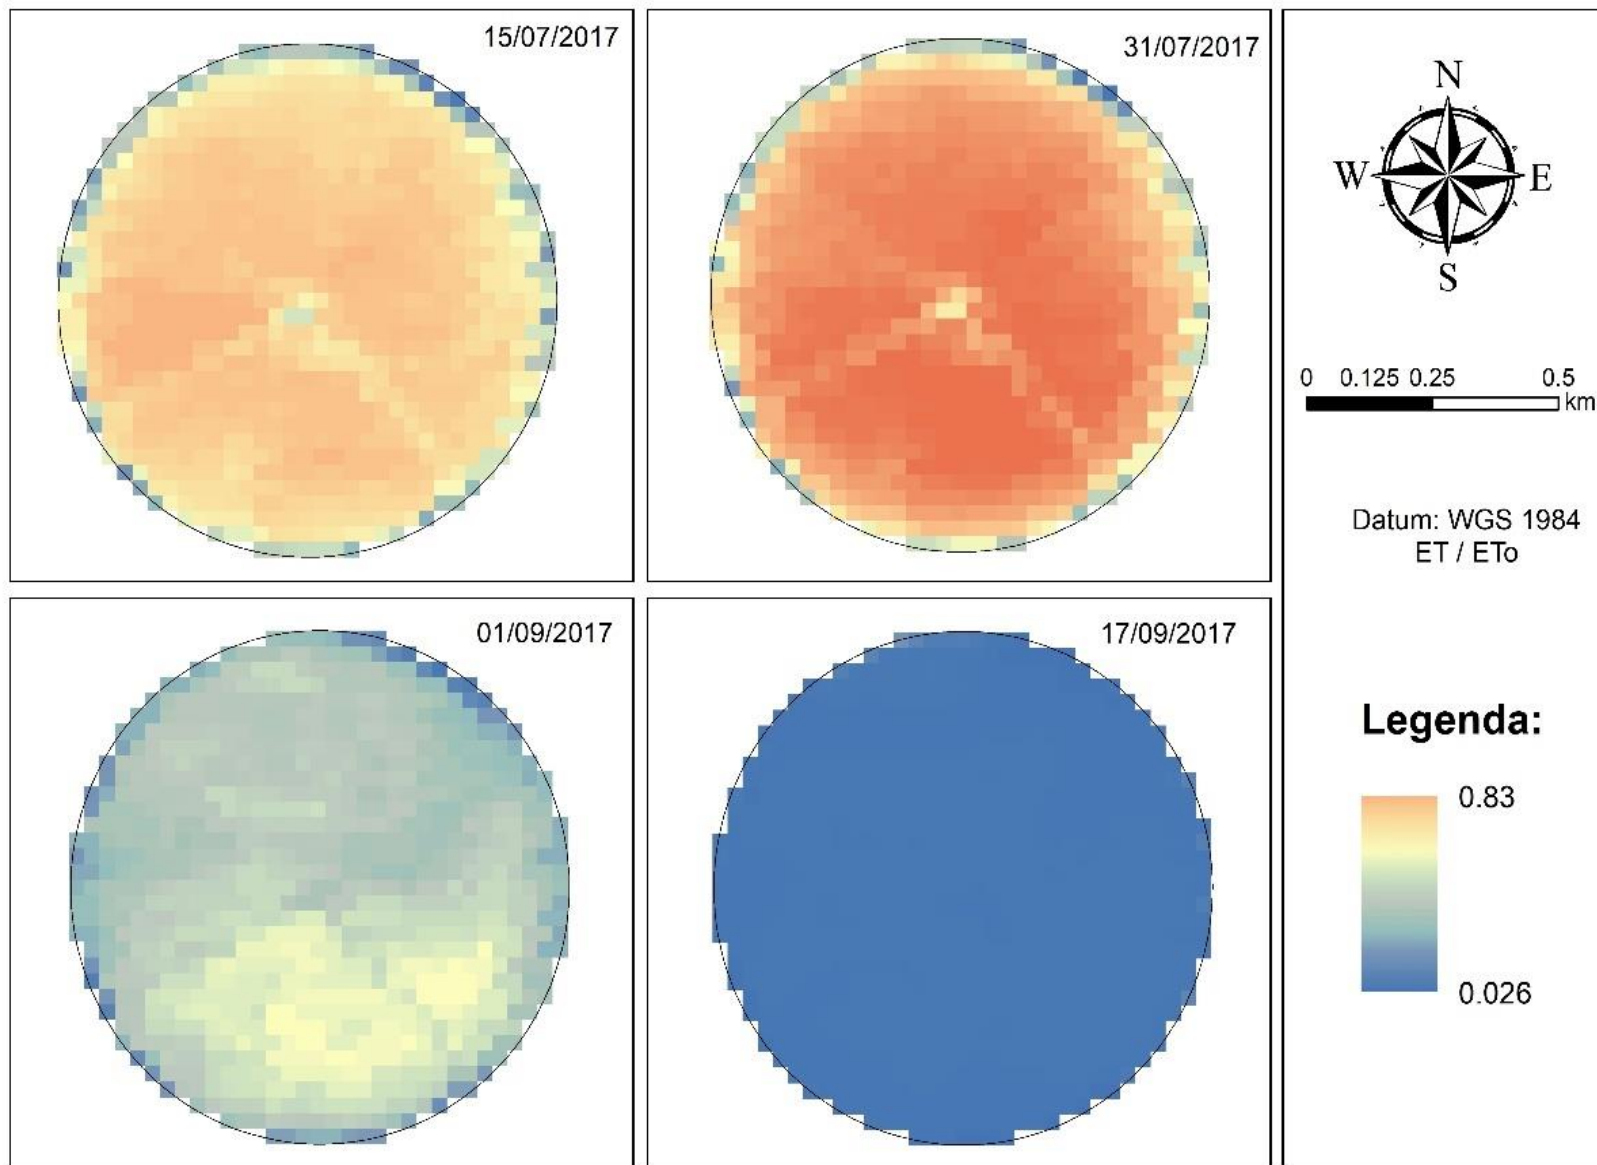 15/07/2017
31/07/2017
N
W E
S
0 0.125 0.25 0.5
km
Datum: WGS 1984
ET / ETo
01/09/2017
17/09/2017
Legenda:
0.83
0.026